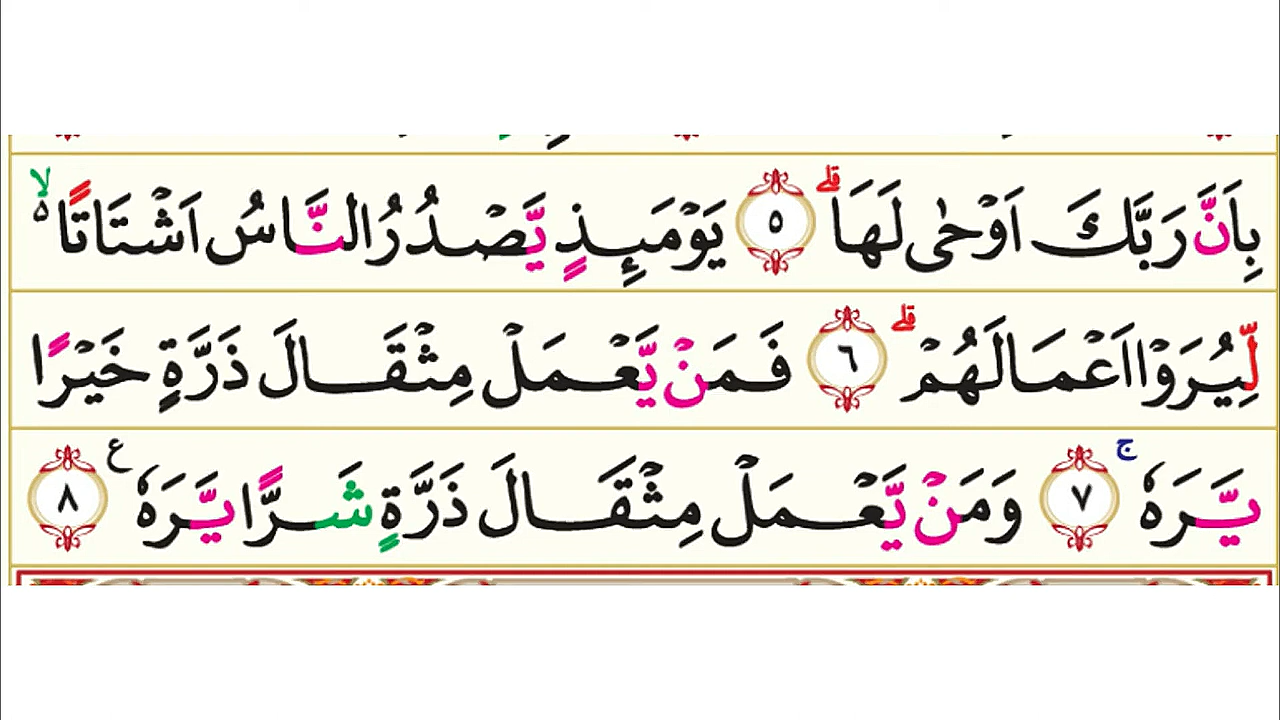 بِاَنَّ رَبَّكَ اَوْحٰى لَهَا ۗ ٥ يَوْمَىِٕذٍ يَّصْدُرُ النَّاسُ اَشْتَاتًا ەۙ
لِّيُرَوْا اَعْمَالَهُمْ ۗ ٦ فَمَنْ يَّعْمَلْ مِثْقَالَ ذَرَّةٍ خَيْرًا
يَّرَهٗ ۚ ٧ وَمَنْ يَّعْمَلْ مِثْقَالَ ذَرَّةٍ شَرًّا يَّرَهٗ ع ٨